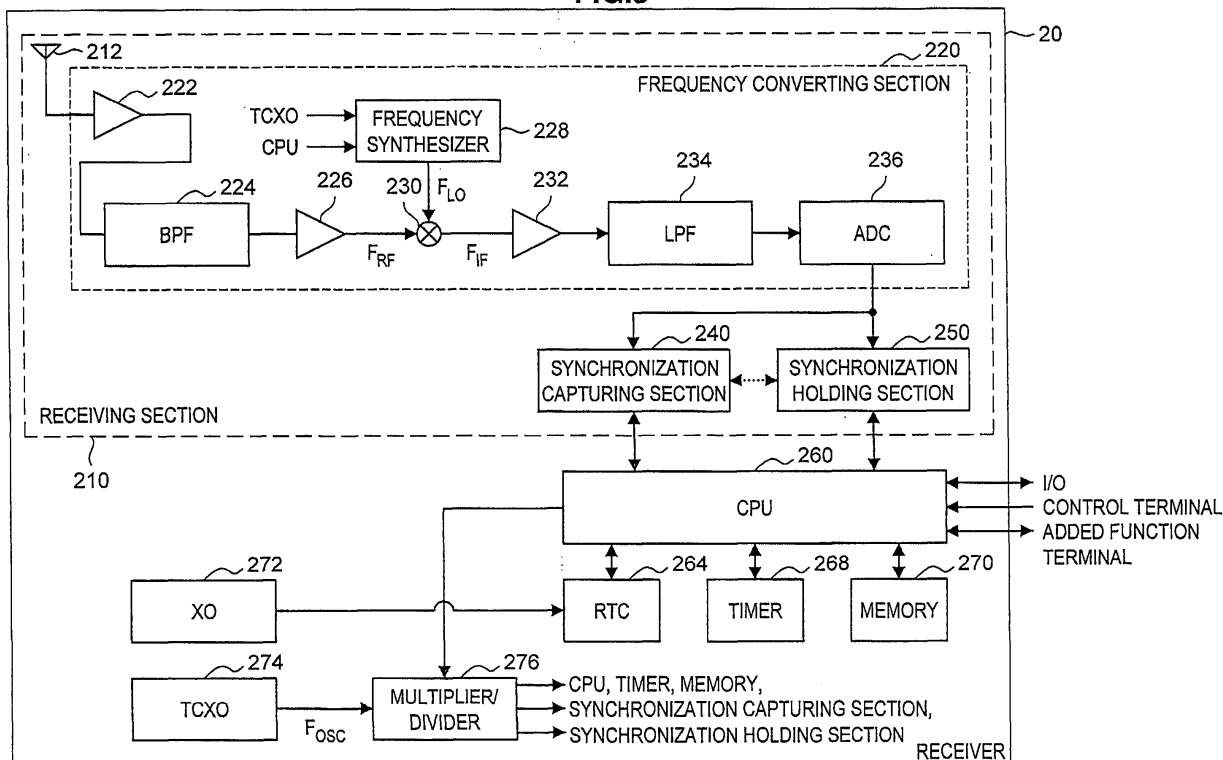 20
212
220
222
FREQUENCY CONVERTING SECTION
TCXO
CPU
FREQUENCY
SYNTHESIZER
228
224
226
230
F_LO
232
234
236
BPF
F_RF
F_IF
LPF
ADC
240
250
SYNCHRONIZATION
CAPTURING SECTION
SYNCHRONIZATION
HOLDING SECTION
RECEIVING SECTION
210
260
CPU
I/O
CONTROL TERMINAL
ADDED FUNCTION
TERMINAL
272
264
268
270
XO
RTC
TIMER
MEMORY
274
276
TCXO
F_OSC
MULTIPLIER/
DIVIDER
CPU, TIMER, MEMORY,
SYNCHRONIZATION CAPTURING SECTION,
SYNCHRONIZATION HOLDING SECTION
RECEIVER